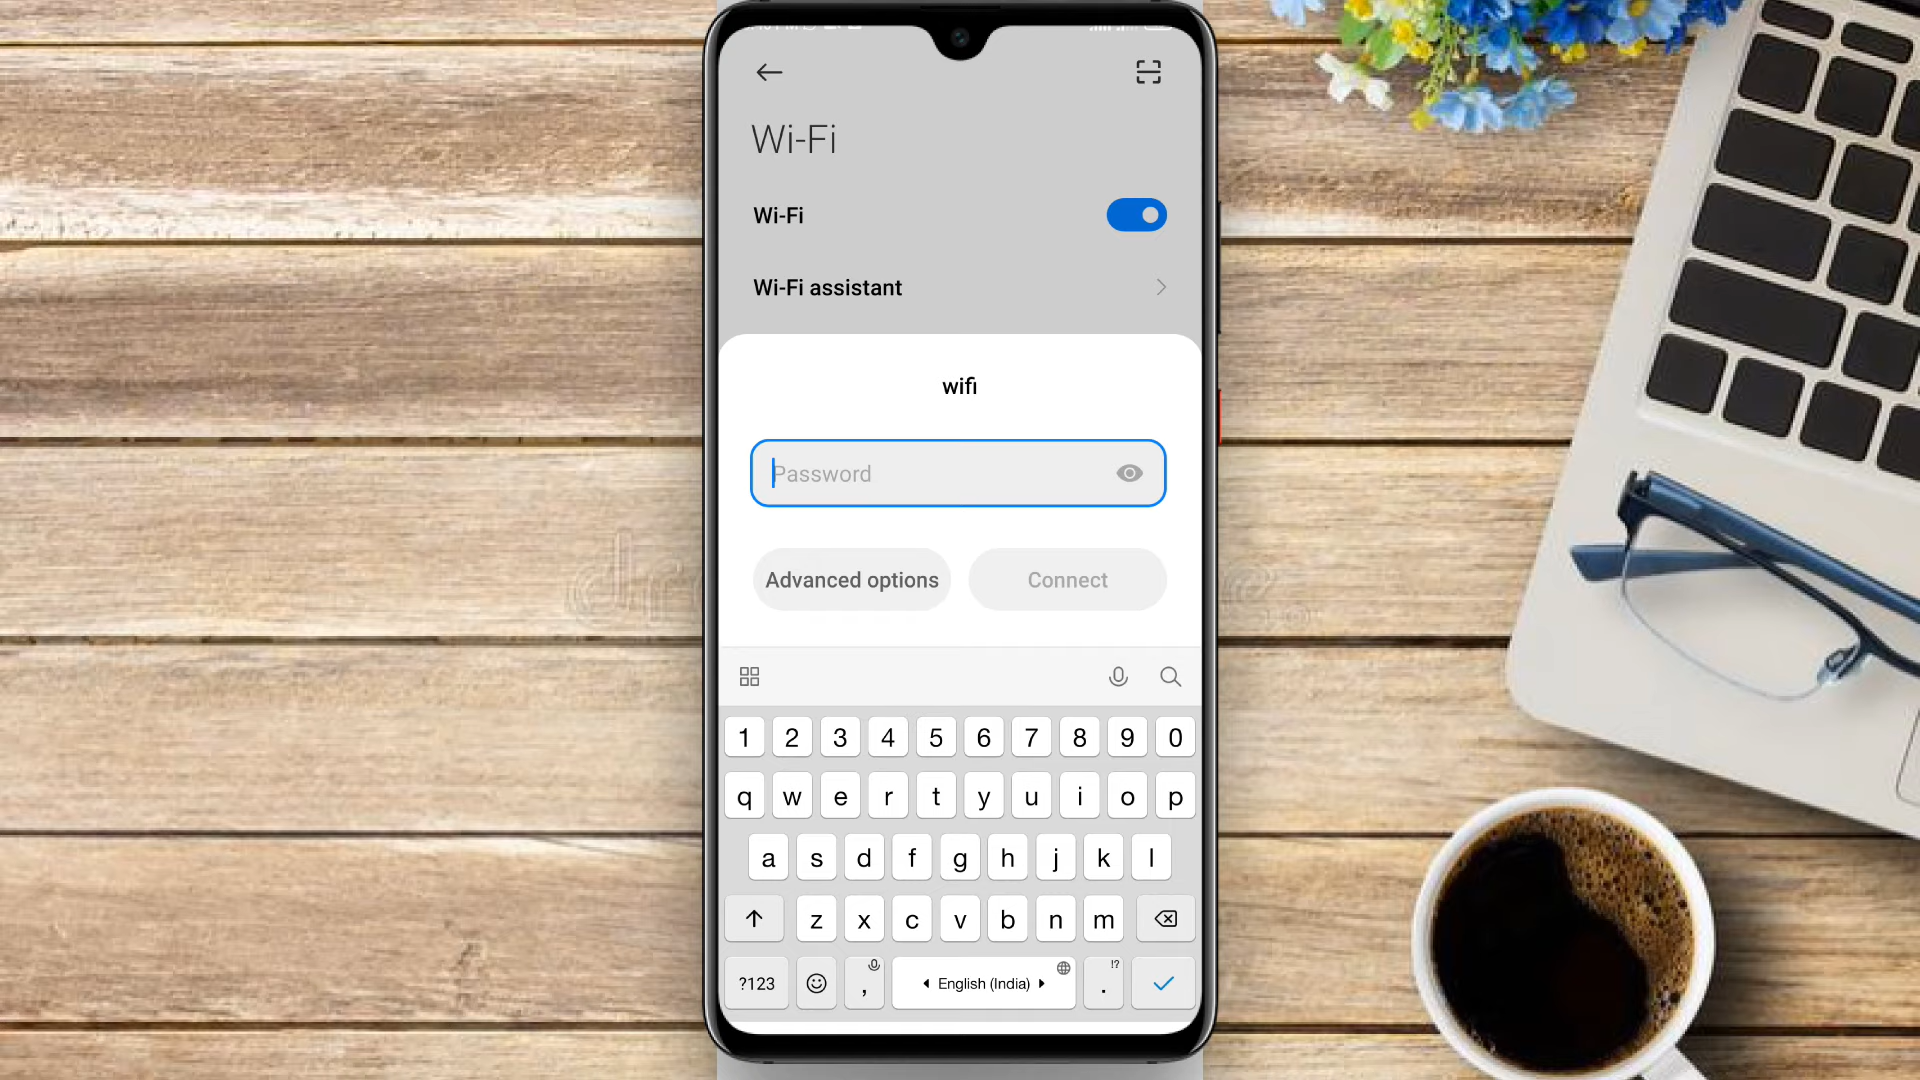 Wi-Fi
Wi-Fi
Wi-Fi assistant
wifi
Password
Advanced options
Connect
1 2 3 4 5 6 7 8 9 0
q w e r t y u i o p
a s d f g h j k l
z x c v b n m
!?
?123 , English (India) .